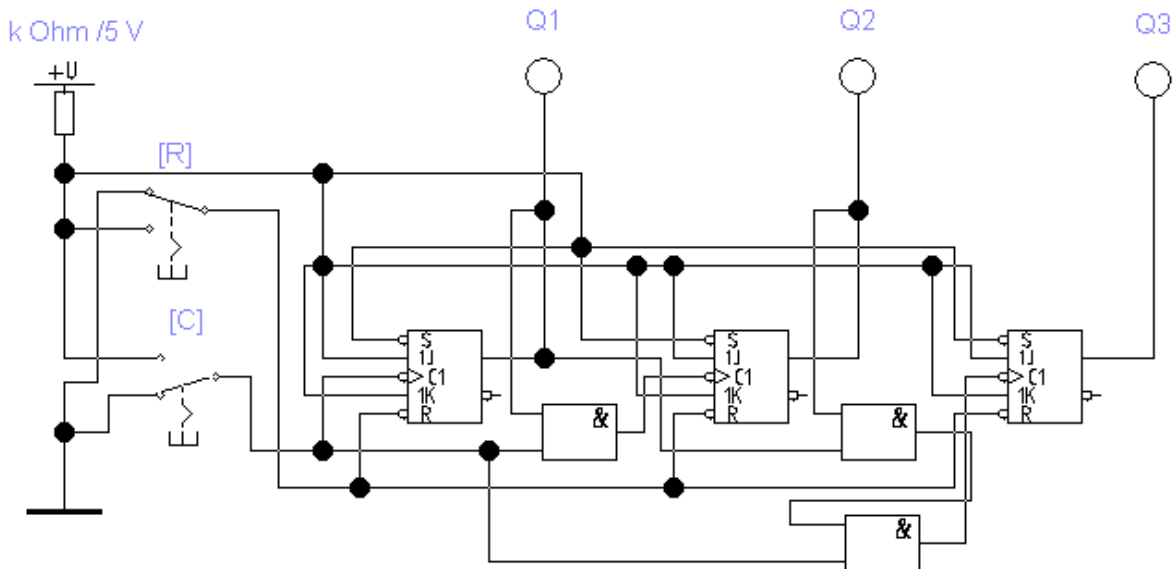 Q1 Q2 Q3
k Ohm /5 V
+U
[R]
[C]
S S S
1J 1J 1J
C1 C1 C1
1K 1K 1K
R R R
& &
&